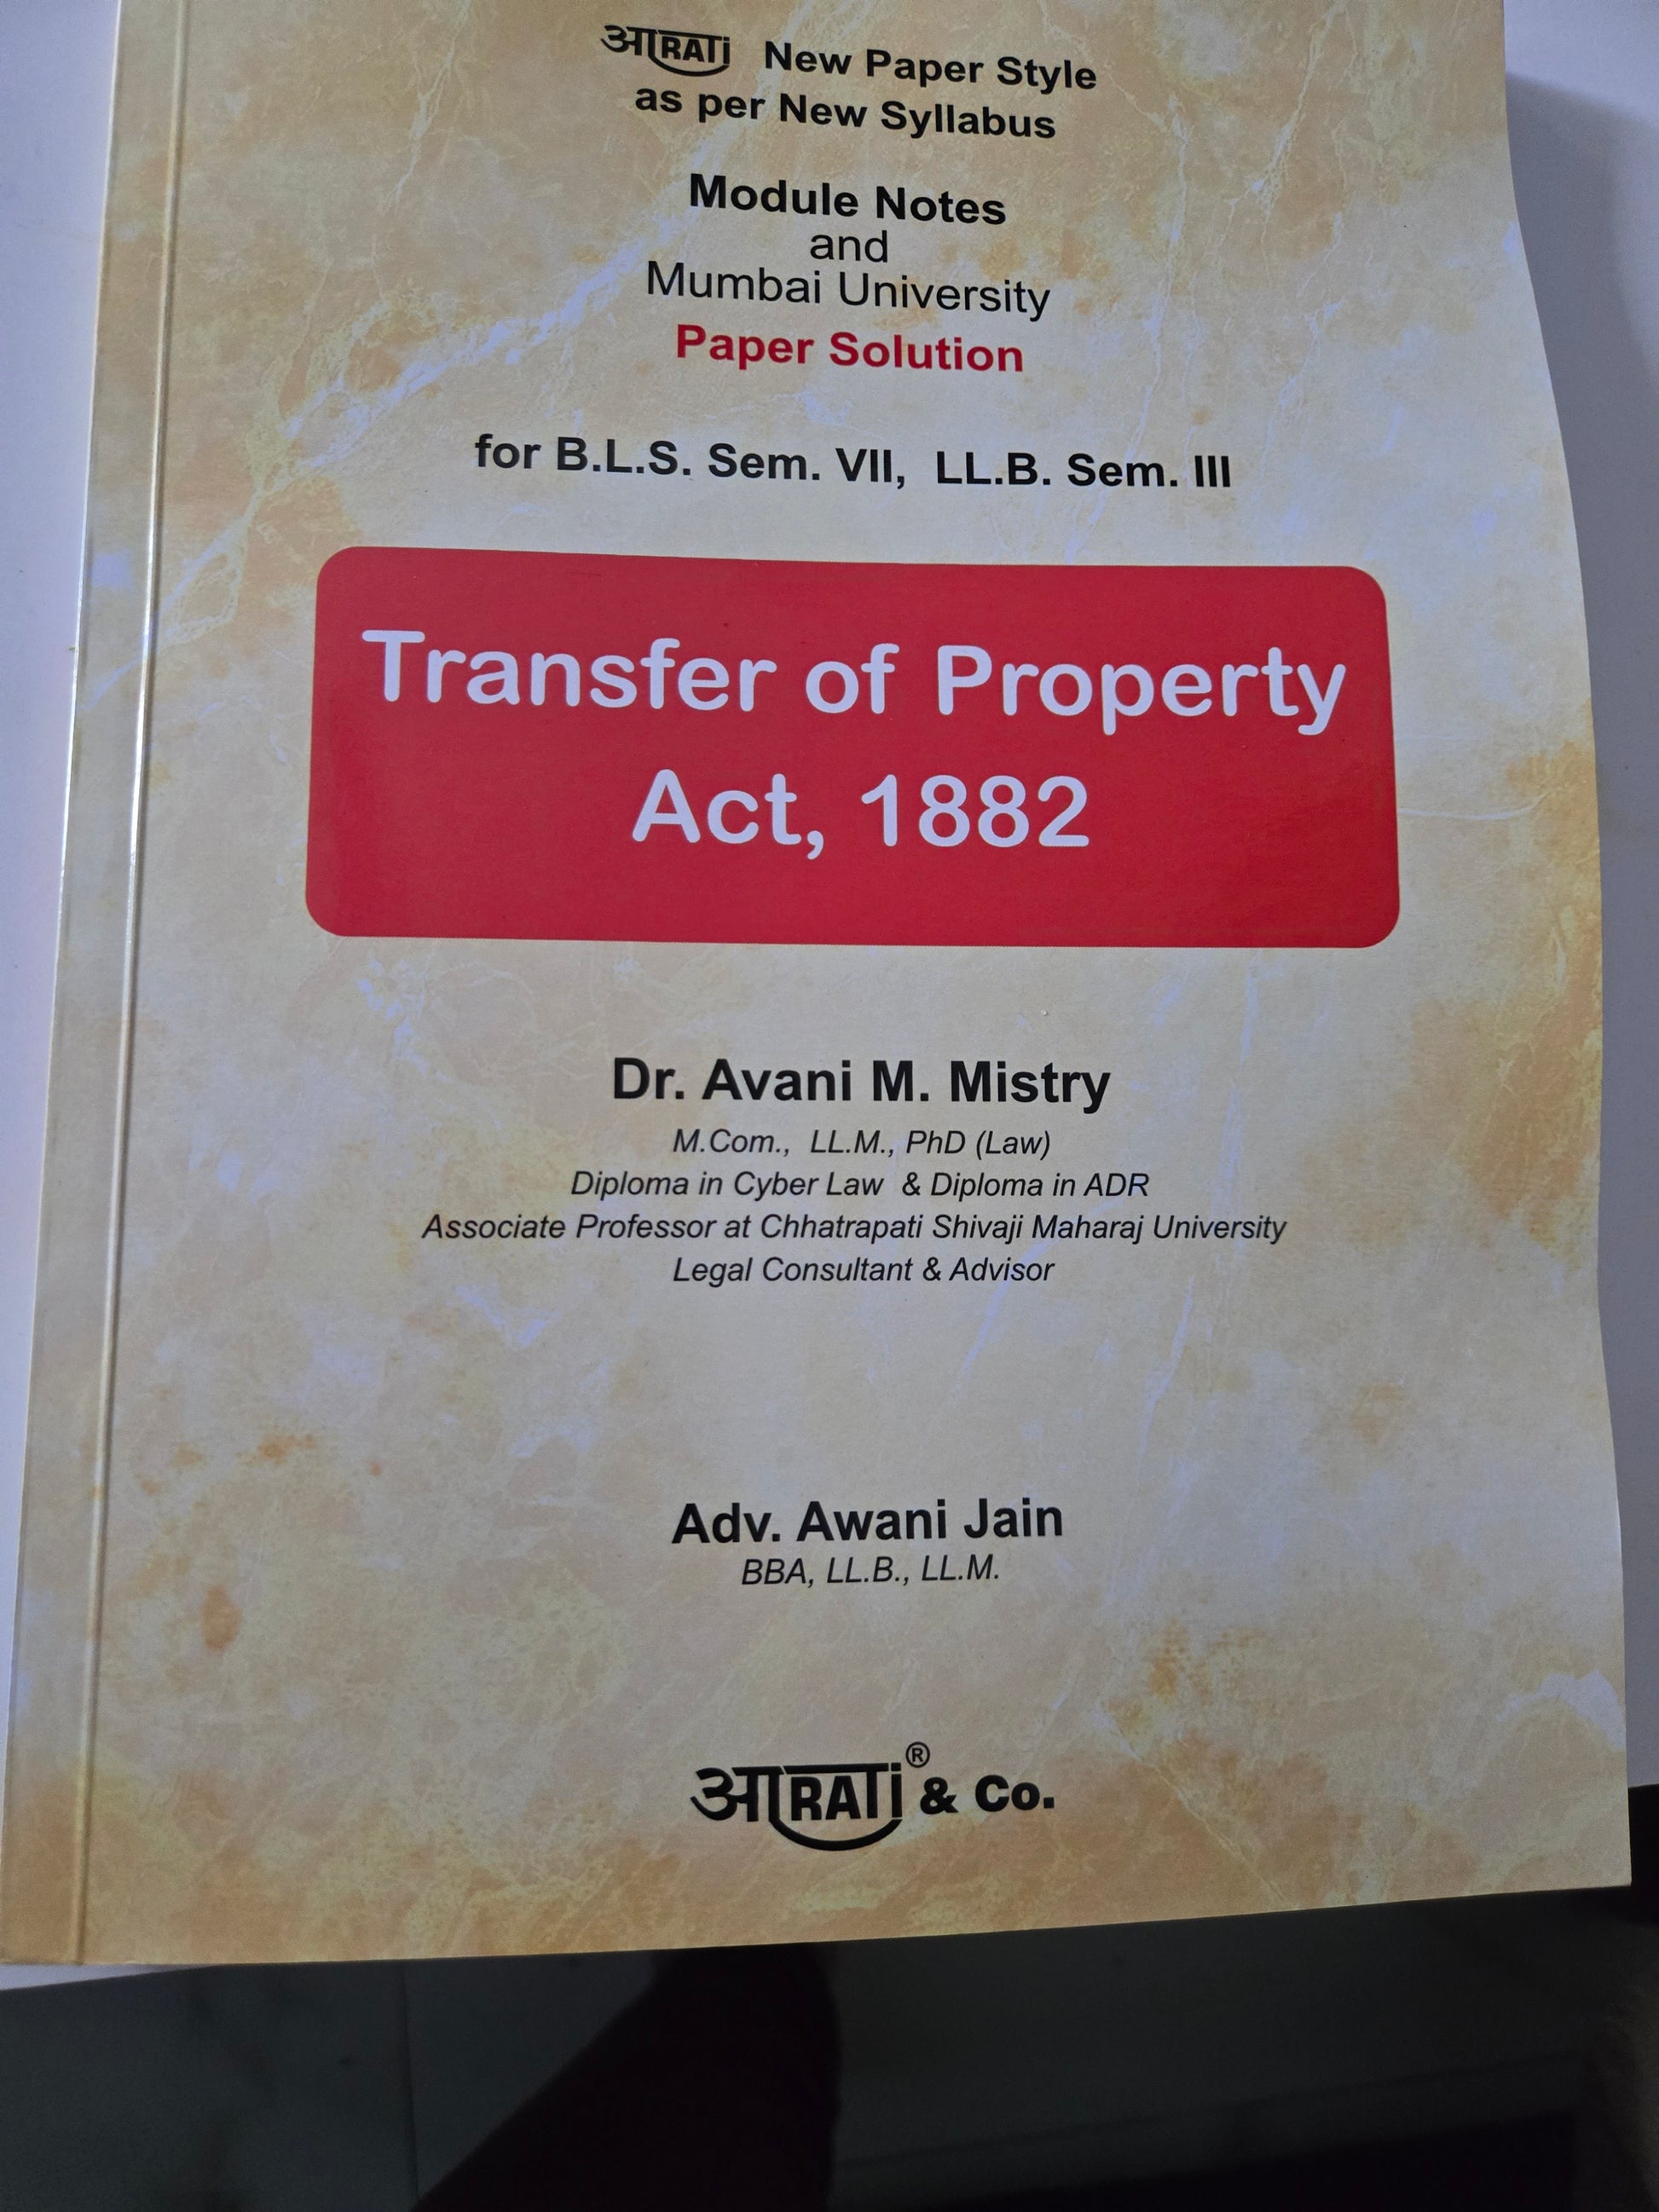 आRATi New Paper Style
as per New Syllabus
Module Notes
and
Mumbai University
Paper Solution
for B.L.S. Sem. VII, LL.B. Sem. III
Transfer of Property
Act, 1882
Dr. Avani M. Mistry
M.Com., LL.M., PhD (Law)
Diploma in Cyber Law & Diploma in ADR
Associate Professor at Chhatrapati Shivaji Maharaj University
Legal Consultant & Advisor
Adv. Awani Jain
BBA, LL.B., LL.M.
आRATi® & Co.